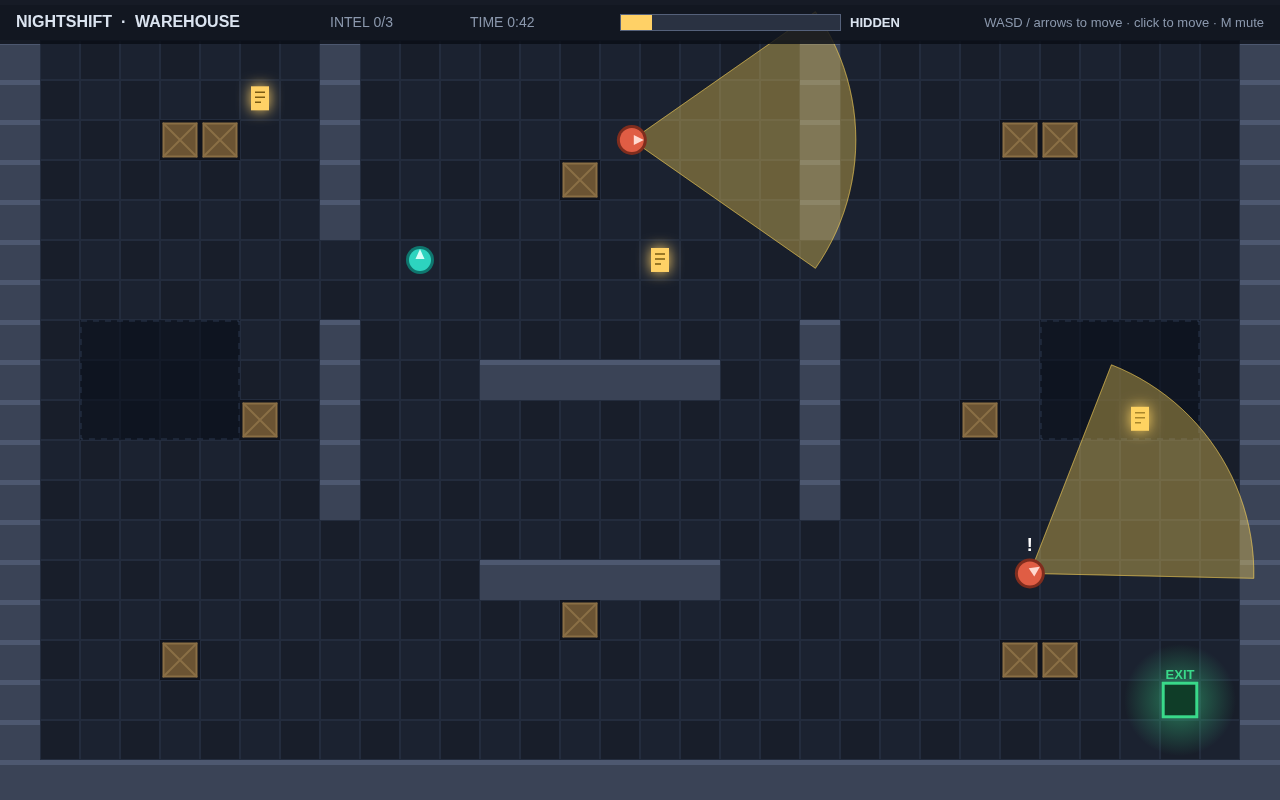 NIGHTSHIFT · WAREHOUSE
INTEL 0/3
TIME 0:42
HIDDEN
WASD / arrows to move · click to move · M mute
!
EXIT